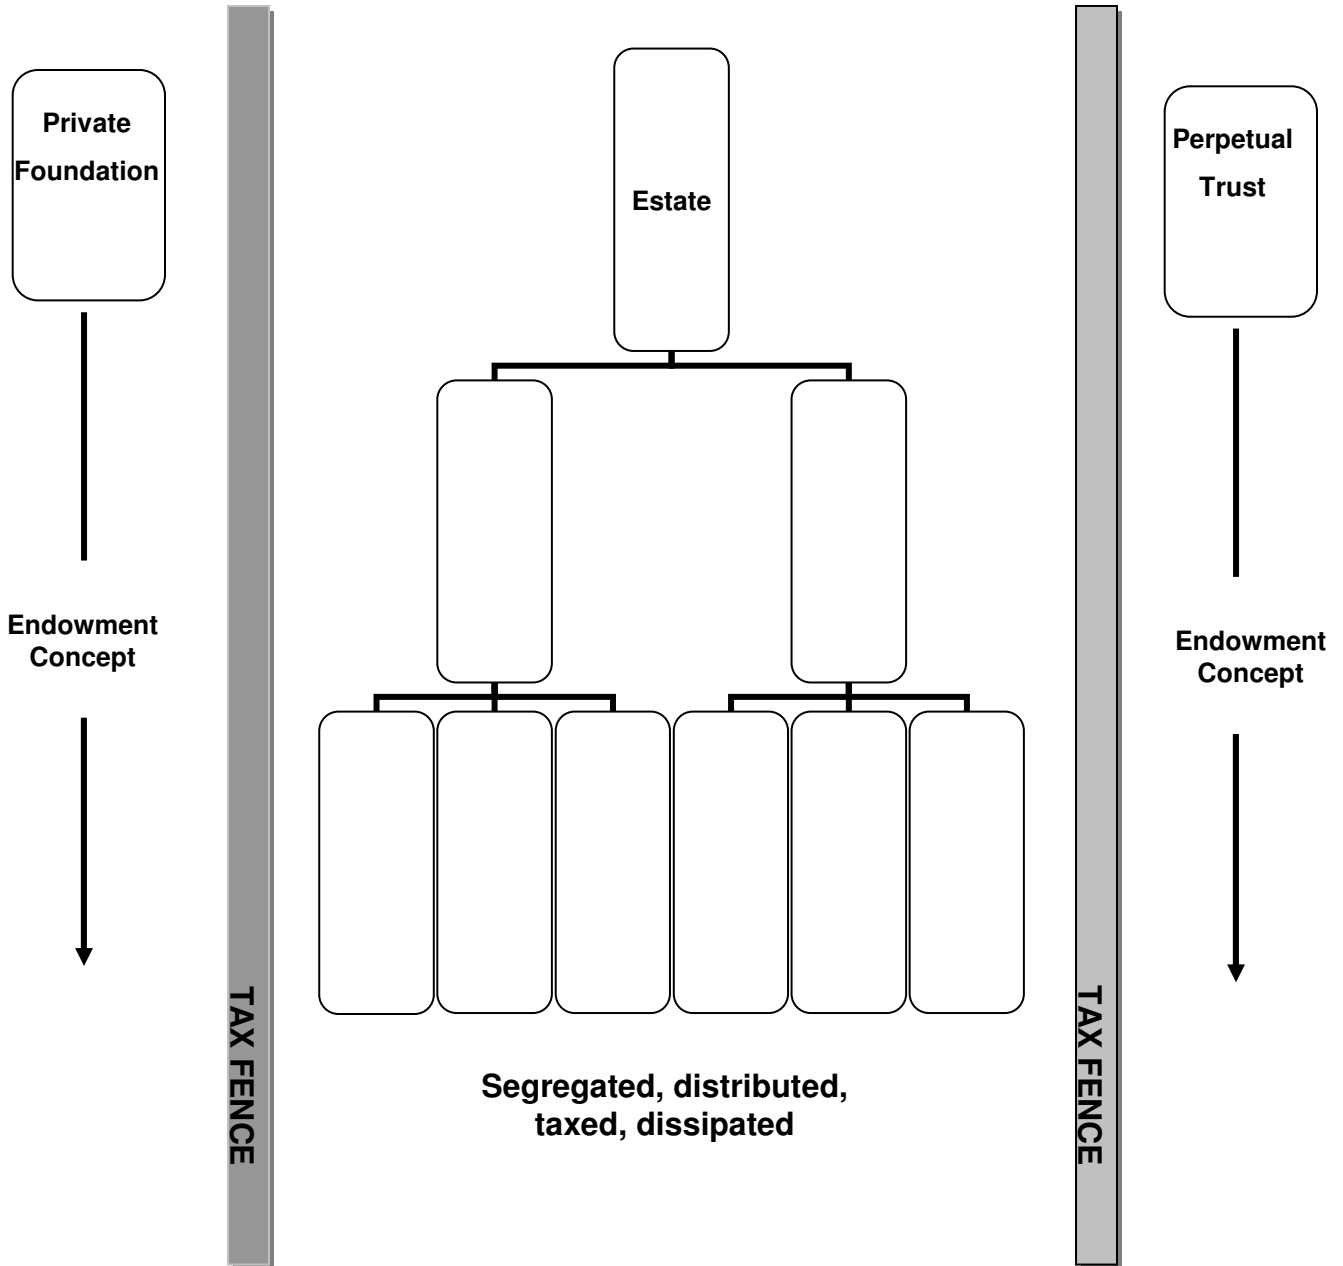 Private
Foundation
Endowment
Concept
TAX FENCE
Estate
Segregated, distributed,
taxed, dissipated
TAX FENCE
Perpetual
Trust
Endowment
Concept